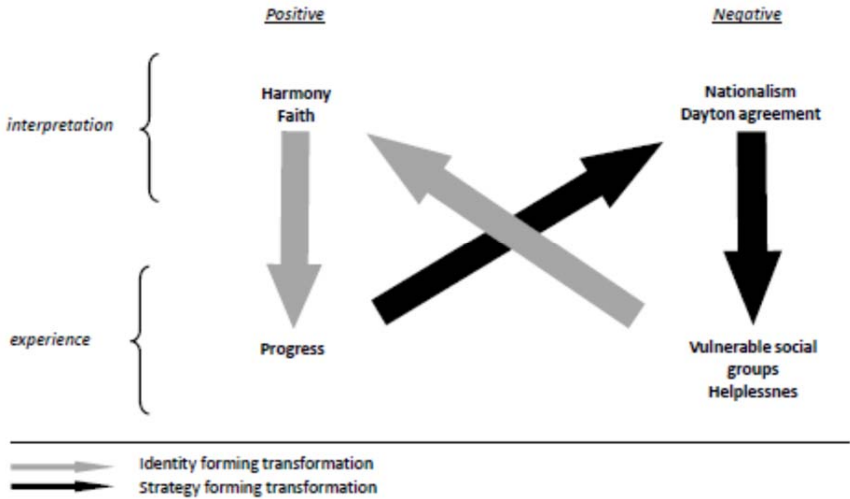 Positive
Negative
interpretation
Harmony
Faith
Nationalism
Dayton agreement
experience
Progress
Vulnerable social
groups
Helplessnes
Identity forming transformation
Strategy forming transformation